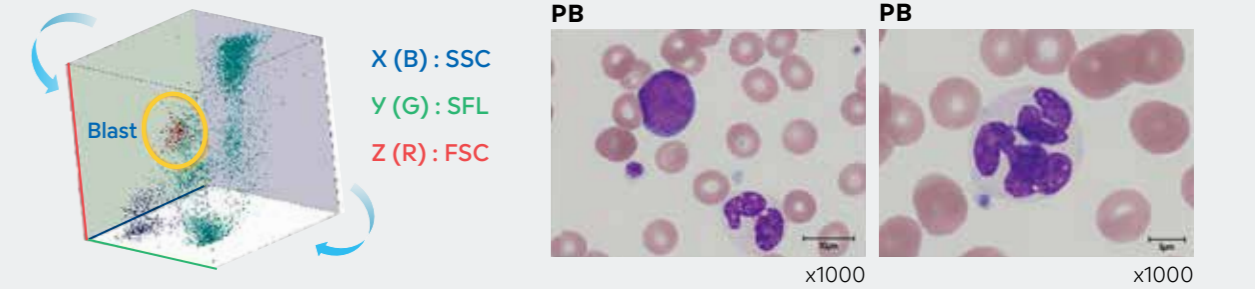 Blast
X (B) : SSC
Y (G) : SFL
Z (R) : FSC
PB
x1000
PB
x1000